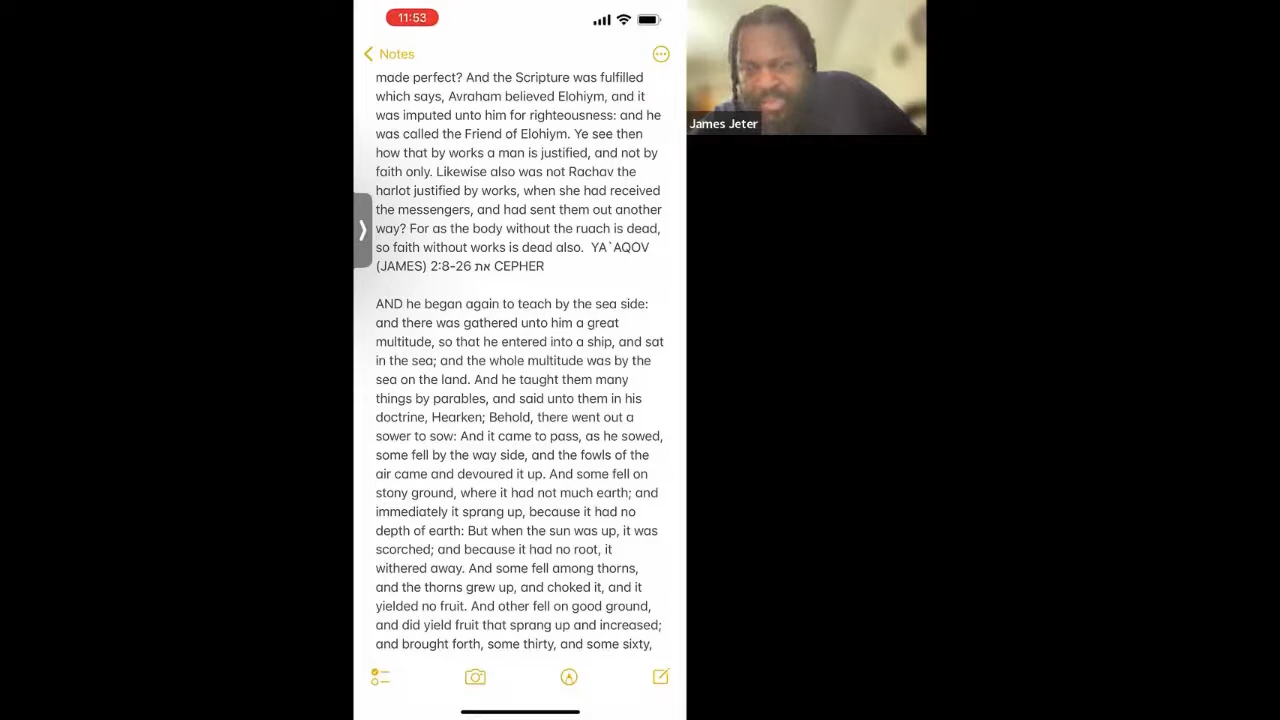 11:53
Notes
made perfect? And the Scripture was fulfilled
which says, Avraham believed Elohiym, and it
was imputed unto him for righteousness: and he
was called the Friend of Elohiym. Ye see then
how that by works a man is justified, and not by
faith only. Likewise also was not Rachav the
harlot justified by works, when she had received
the messengers, and had sent them out another
way? For as the body without the ruach is dead,
so faith without works is dead also.  YA`AQOV
(JAMES) 2:8-26 את CEPHER
AND he began again to teach by the sea side:
and there was gathered unto him a great
multitude, so that he entered into a ship, and sat
in the sea; and the whole multitude was by the
sea on the land. And he taught them many
things by parables, and said unto them in his
doctrine, Hearken; Behold, there went out a
sower to sow: And it came to pass, as he sowed,
some fell by the way side, and the fowls of the
air came and devoured it up. And some fell on
stony ground, where it had not much earth; and
immediately it sprang up, because it had no
depth of earth: But when the sun was up, it was
scorched; and because it had no root, it
withered away. And some fell among thorns,
and the thorns grew up, and choked it, and it
yielded no fruit. And other fell on good ground,
and did yield fruit that sprang up and increased;
and brought forth, some thirty, and some sixty,
James Jeter